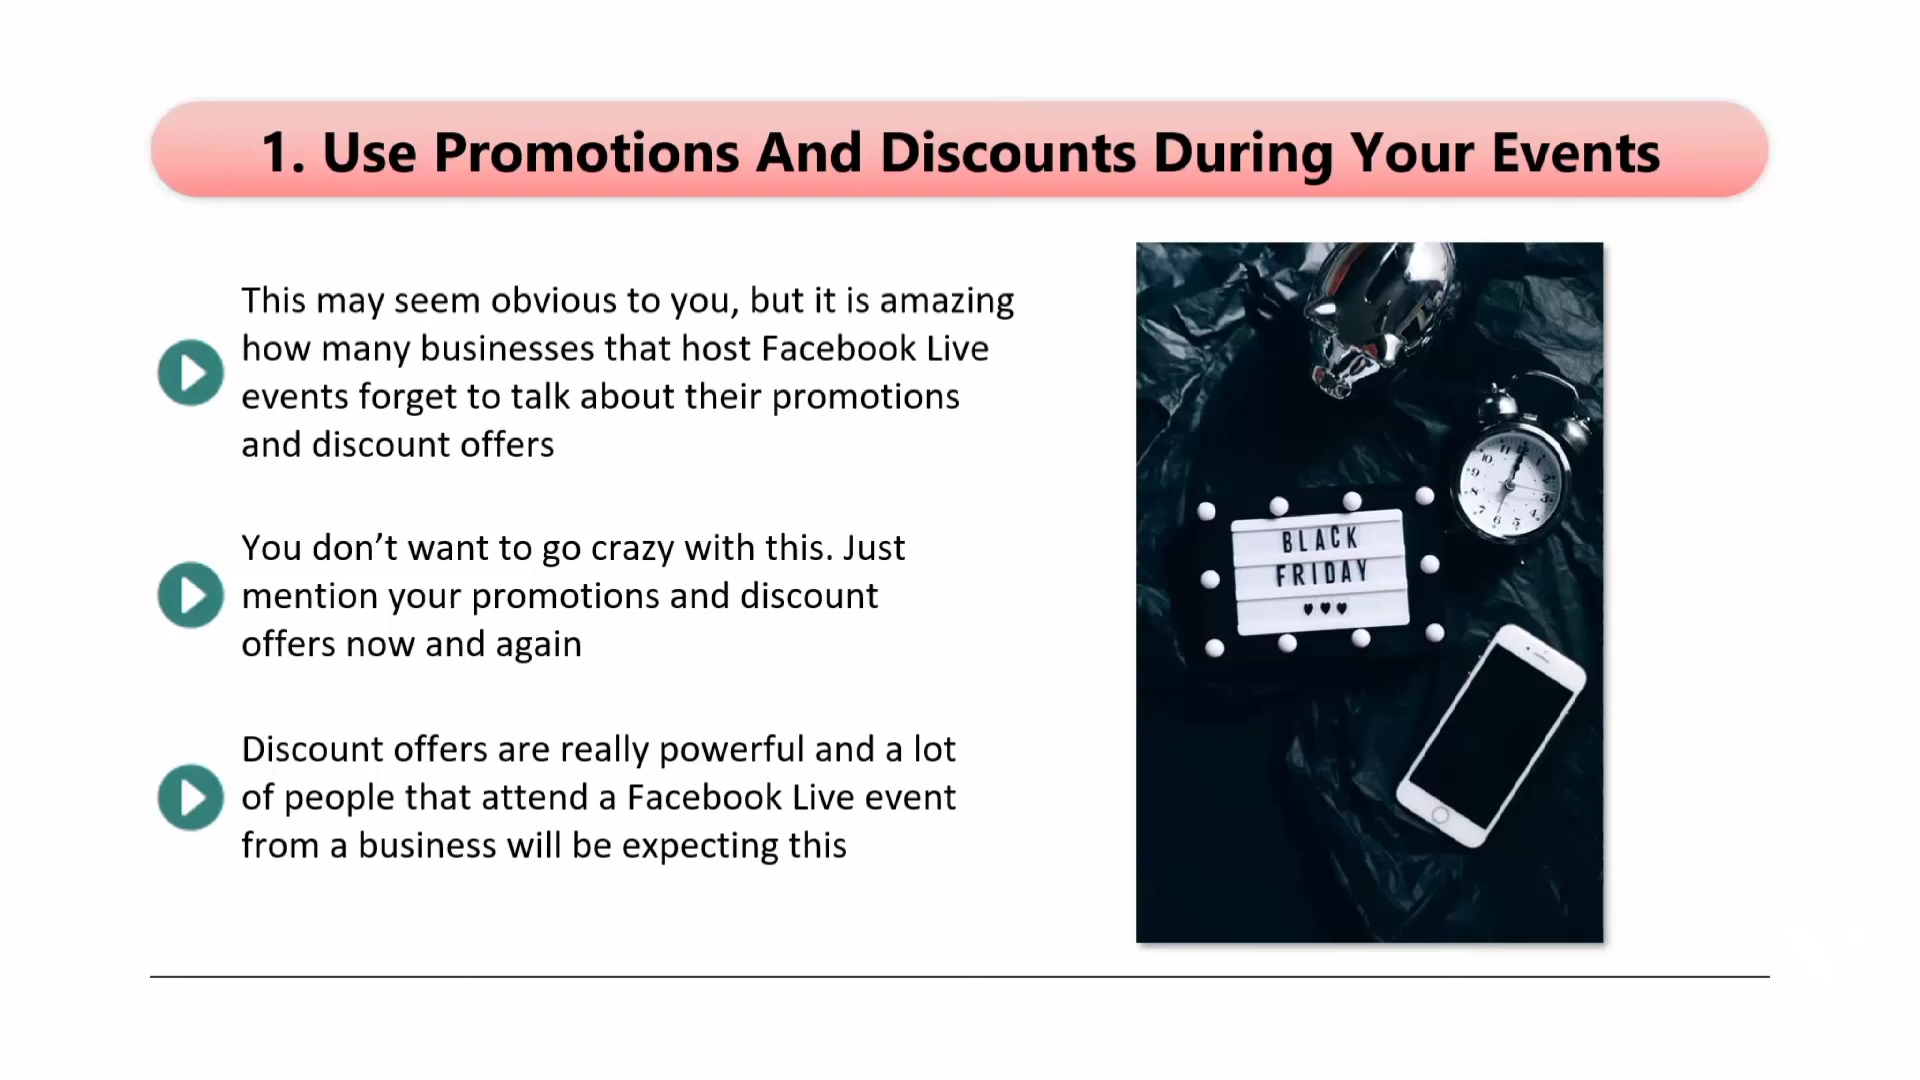 1. Use Promotions And Discounts During Your Events
This may seem obvious to you, but it is amazing
how many businesses that host Facebook Live
events forget to talk about their promotions
and discount offers
You don’t want to go crazy with this. Just
mention your promotions and discount
offers now and again
Discount offers are really powerful and a lot
of people that attend a Facebook Live event
from a business will be expecting this
BLACK
FRIDAY
♥♥♥